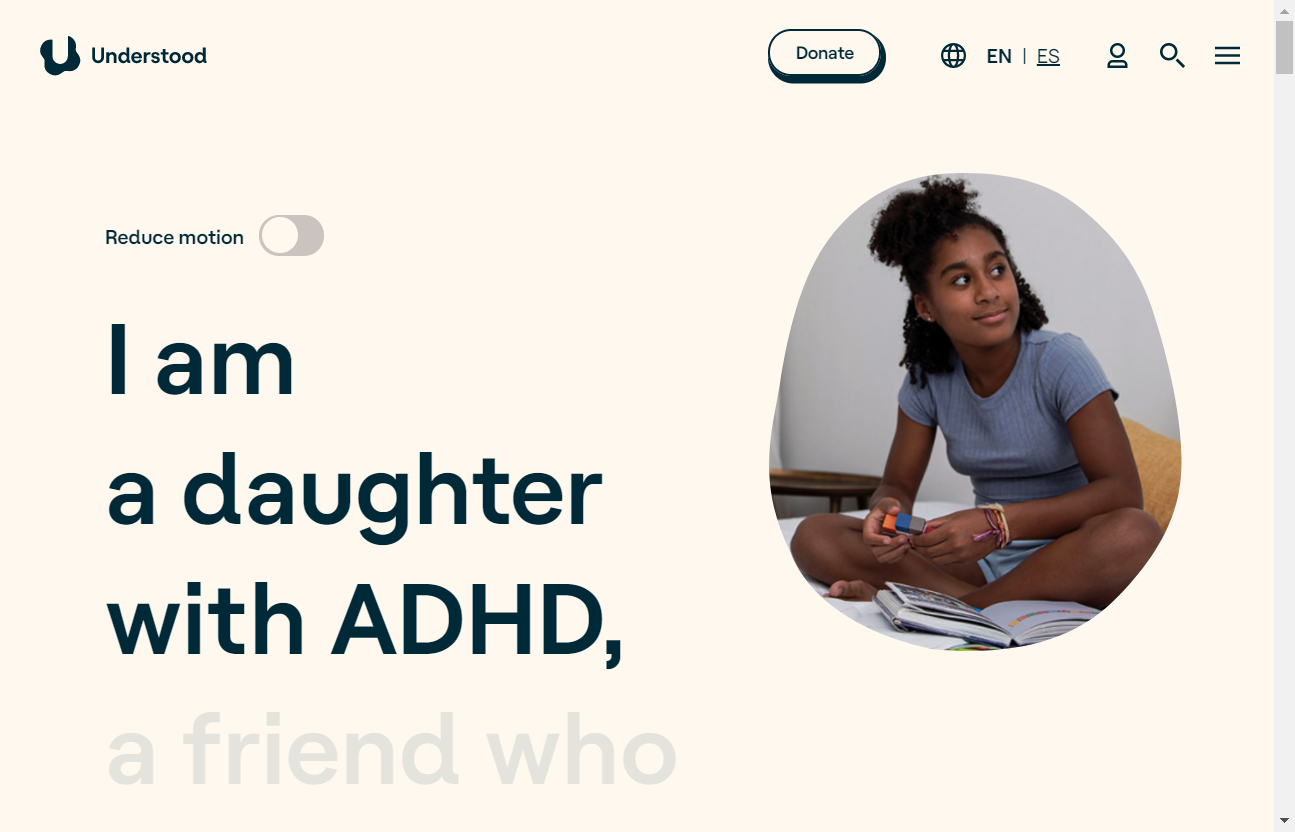 Understood
Donate
EN | ES
Reduce motion
I am
a daughter
with ADHD,
a friend who